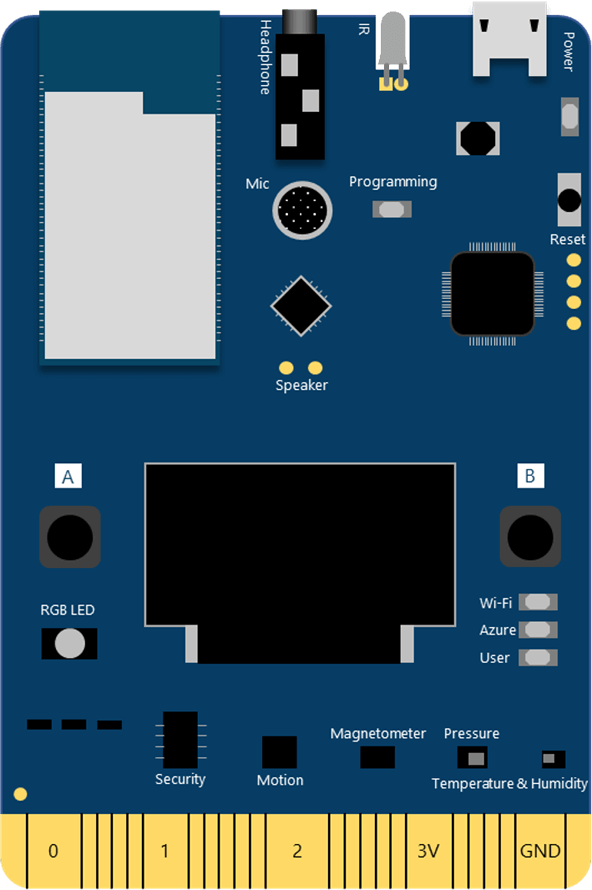 Headphone
IR
Power
Mic
Programming
Reset
Speaker
A
B
RGB LED
Wi-Fi
Azure
User
Magnetometer
Pressure
Security
Motion
Temperature & Humidity
0
1
2
3V
GND